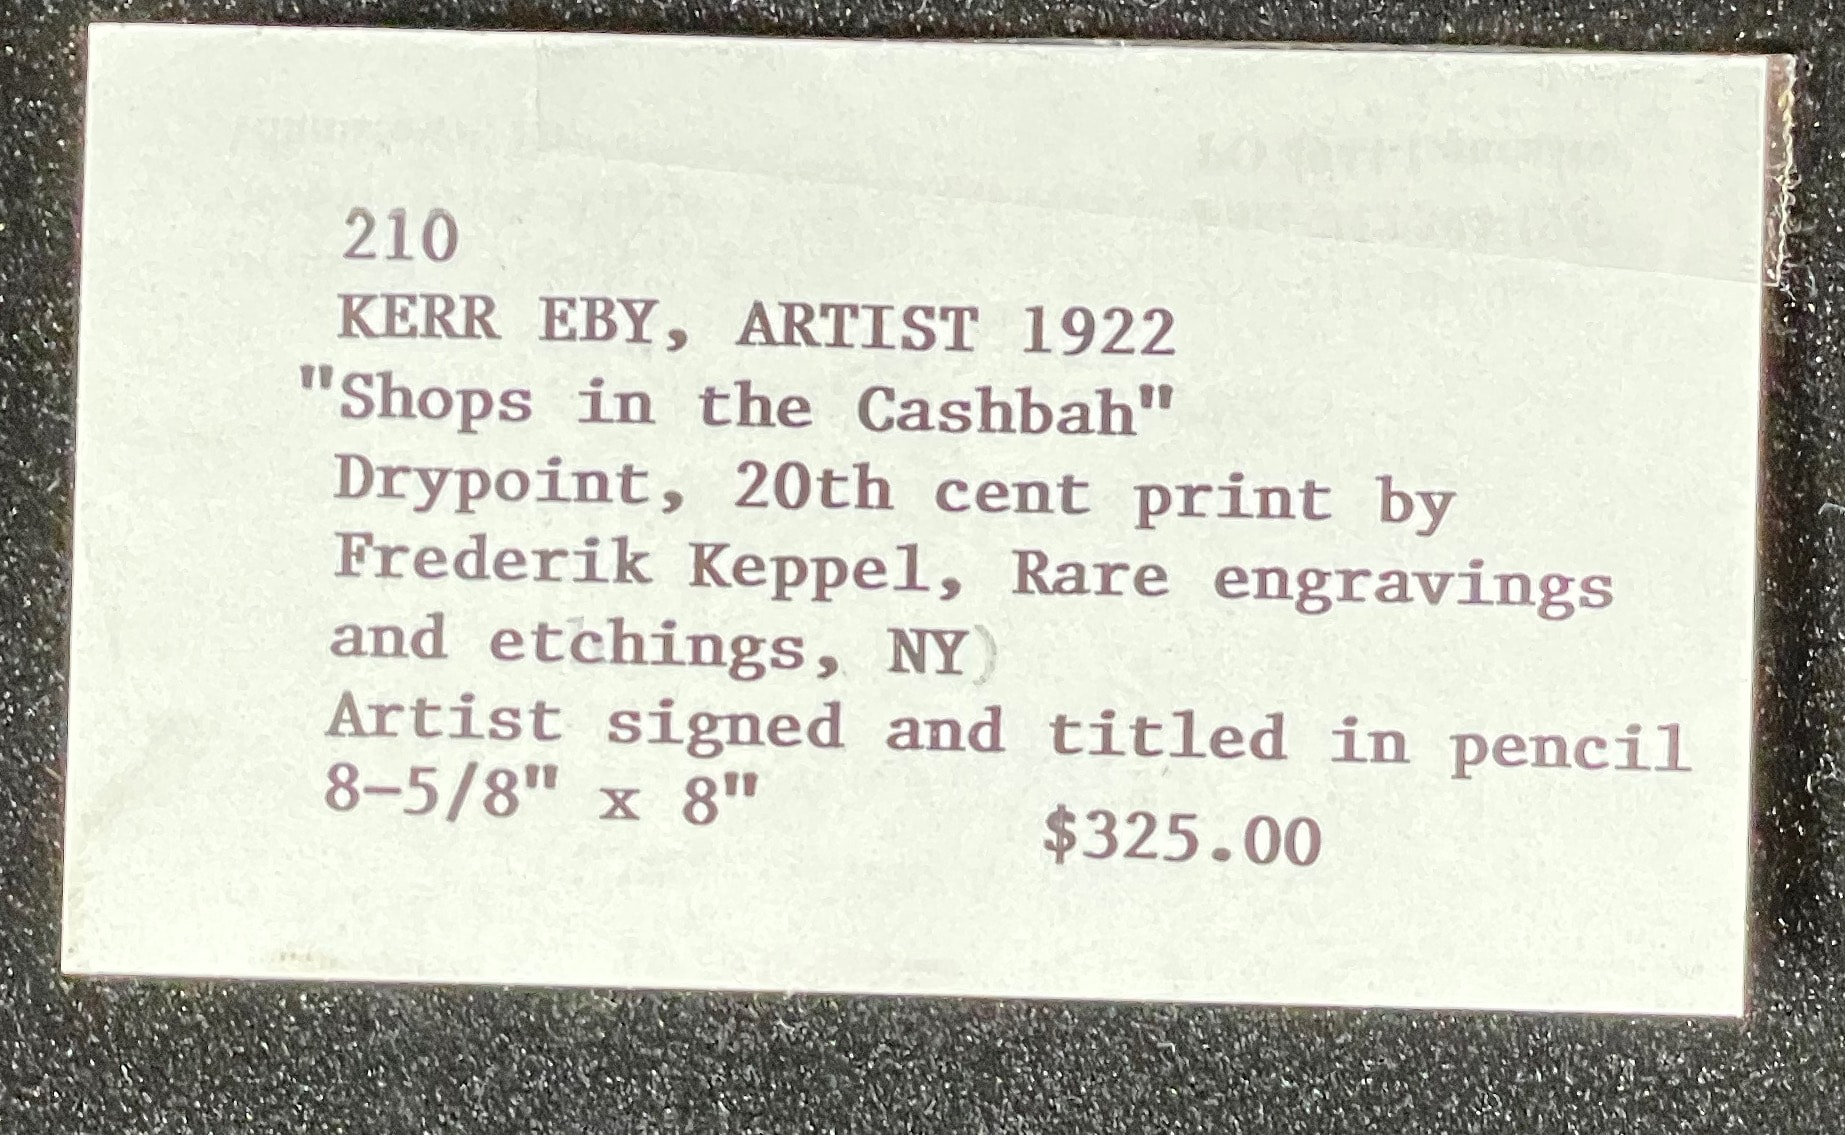 210
KERR EBY, ARTIST 1922
"Shops in the Cashbah"
Drypoint, 20th cent print by
Frederik Keppel, Rare engravings
and etchings, NY)
Artist signed and titled in pencil
8-5/8" x 8"
$325.00